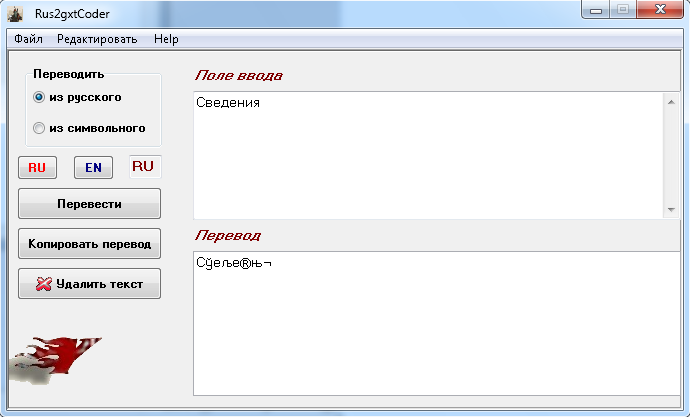 Rus2gxtCoder
Файл Редактировать Help
Переводить
из русского
из символьного
RU EN RU
Перевести
Копировать перевод
Удалить текст
Поле ввода
Сведения
Перевод
Сўеље®њ¬